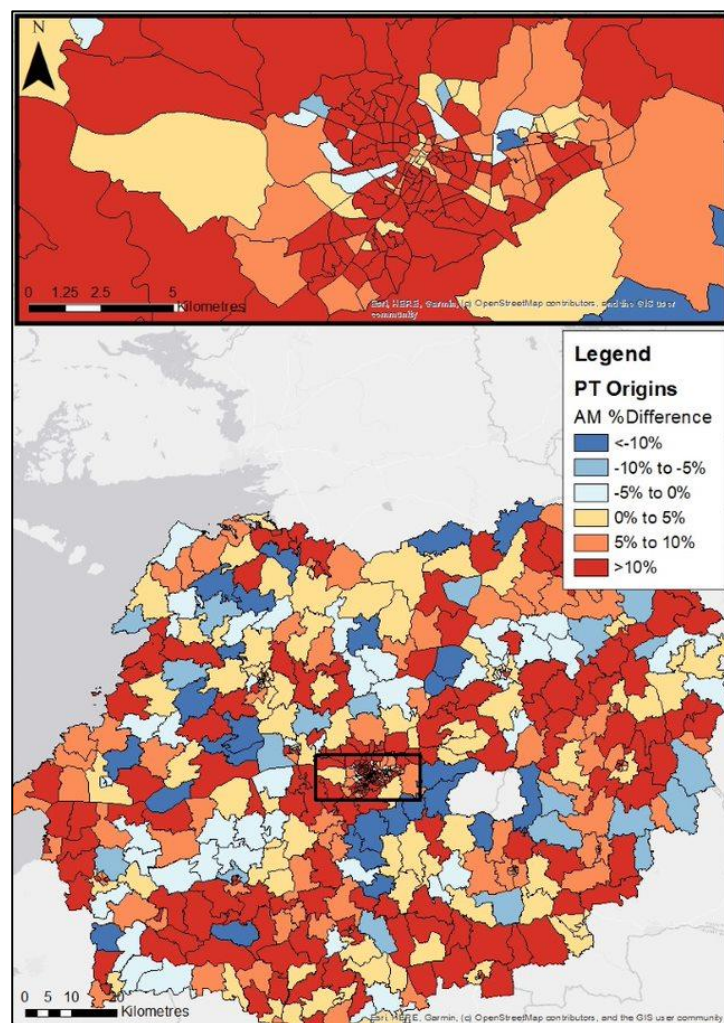 N
0 1.25 2.5 5
Kilometres
Esri, HERE, Garmin, (c) OpenStreetMap contributors, and the GIS user
community
Legend
PT Origins
AM %Difference
<-10%
-10% to -5%
-5% to 0%
0% to 5%
5% to 10%
>10%
0 5 10 20
Kilometres
Esri, HERE, Garmin, (c) OpenStreetMap contributors, and the GIS user community